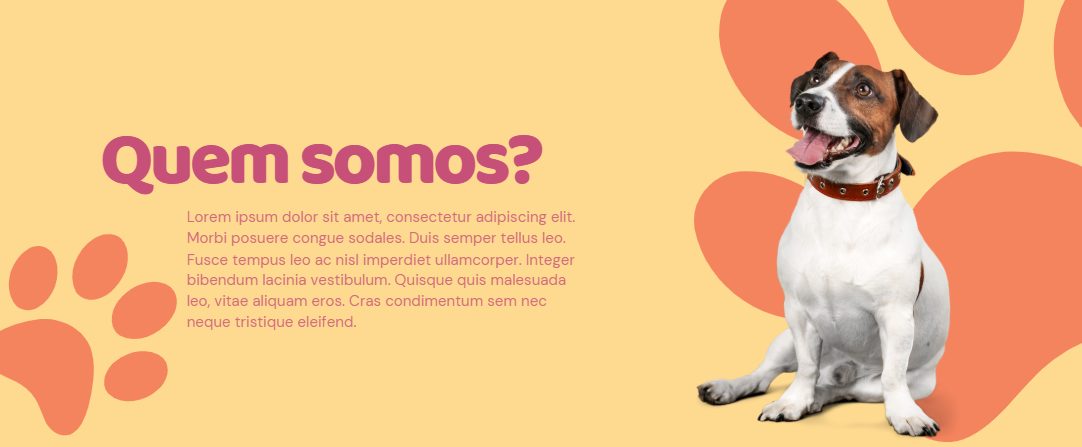 Quem somos?
Lorem ipsum dolor sit amet, consectetur adipiscing elit.
Morbi posuere congue sodales. Duis semper tellus leo.
Fusce tempus leo ac nisl imperdiet ullamcorper. Integer
bibendum lacinia vestibulum. Quisque quis malesuada
leo, vitae aliquam eros. Cras condimentum sem nec
neque tristique eleifend.